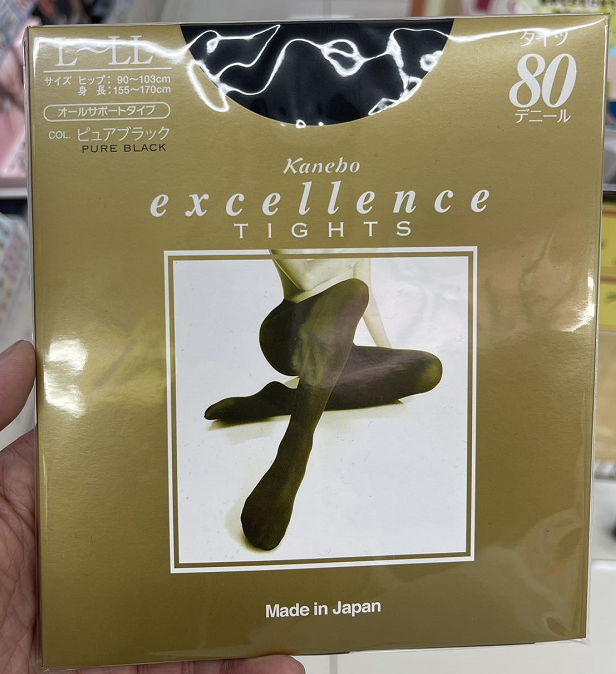 L～LL
サイズ ヒップ：90～103cm
身 長：155～170cm
オールサポートタイプ
COL. ピュアブラック
PURE BLACK
タイツ
80
デニール
Kanebo
excellence
TIGHTS
Made in Japan